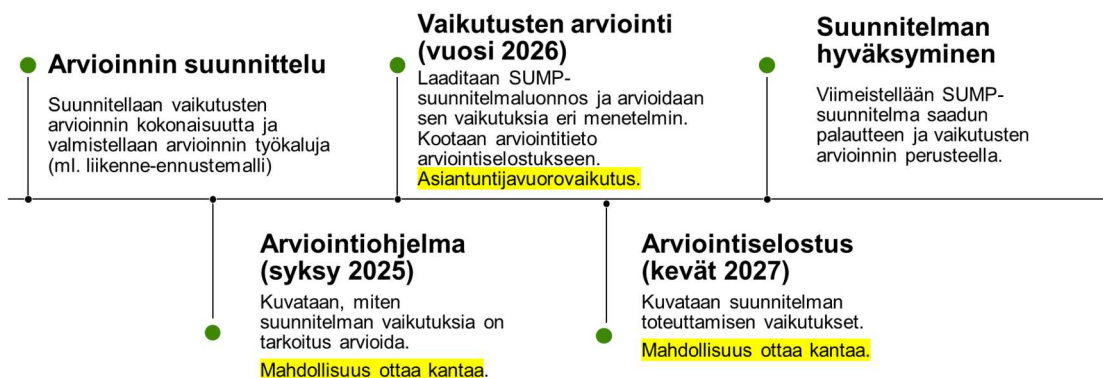 Arvioinnin suunnittelu
Suunnitellaan vaikutusten
arvioinnin kokonaisuutta ja
valmistellaan arvioinnin työkaluja
(ml. liikenne-ennustemalli)
Arviointiohjelma
(syksy 2025)
Kuvataan, miten
suunnitelman vaikutuksia on
tarkoitus arvioida.
Mahdollisuus ottaa kantaa.
Vaikutusten arviointi
(vuosi 2026)
Laaditaan SUMP-
suunnitelmaluonnos ja arvioidaan
sen vaikutuksia eri menetelmin.
Kootaan arviointitieto
arviointiselostukseen.
Asiantuntijavuorovaikutus.
Arviointiselostus
(kevät 2027)
Kuvataan suunnitelman
toteuttamisen vaikutukset.
Mahdollisuus ottaa kantaa.
Suunnitelman
hyväksyminen
Viimeistellään SUMP-
suunnitelma saadun
palautteen ja vaikutusten
arvioinnin perusteella.